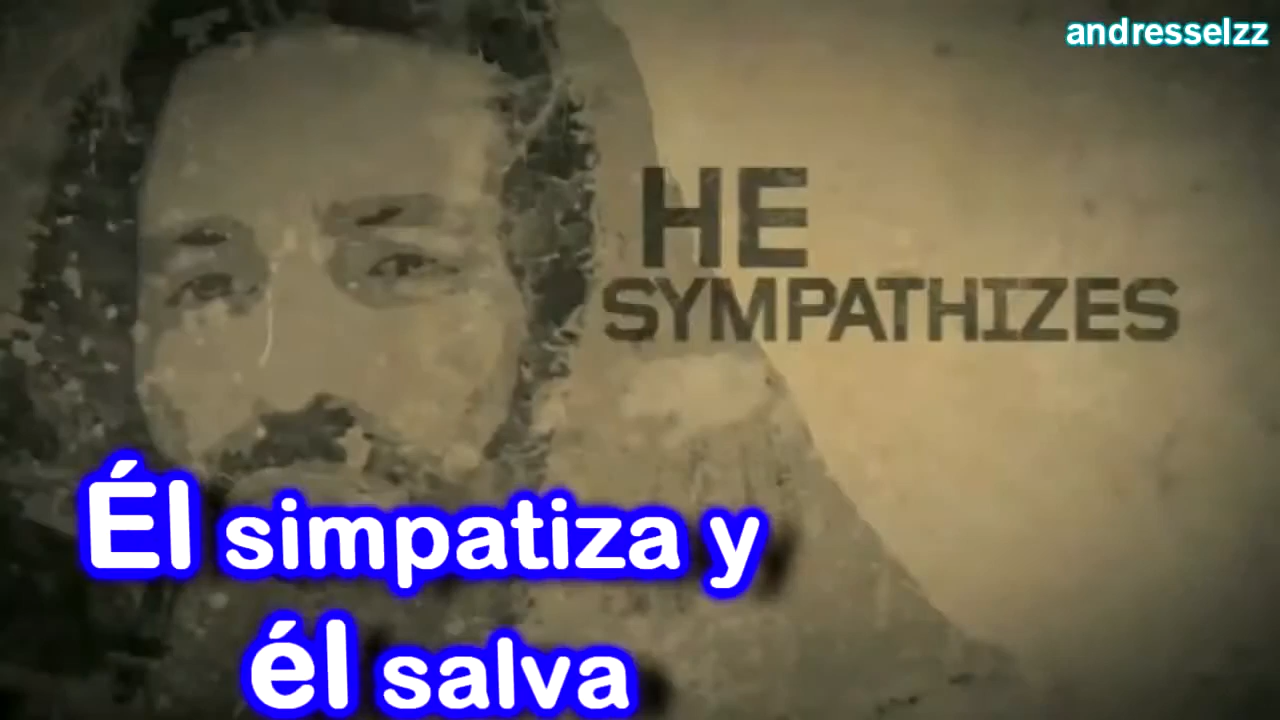 andresselzz
HE
SYMPATHIZES
Él simpatiza y
él salva